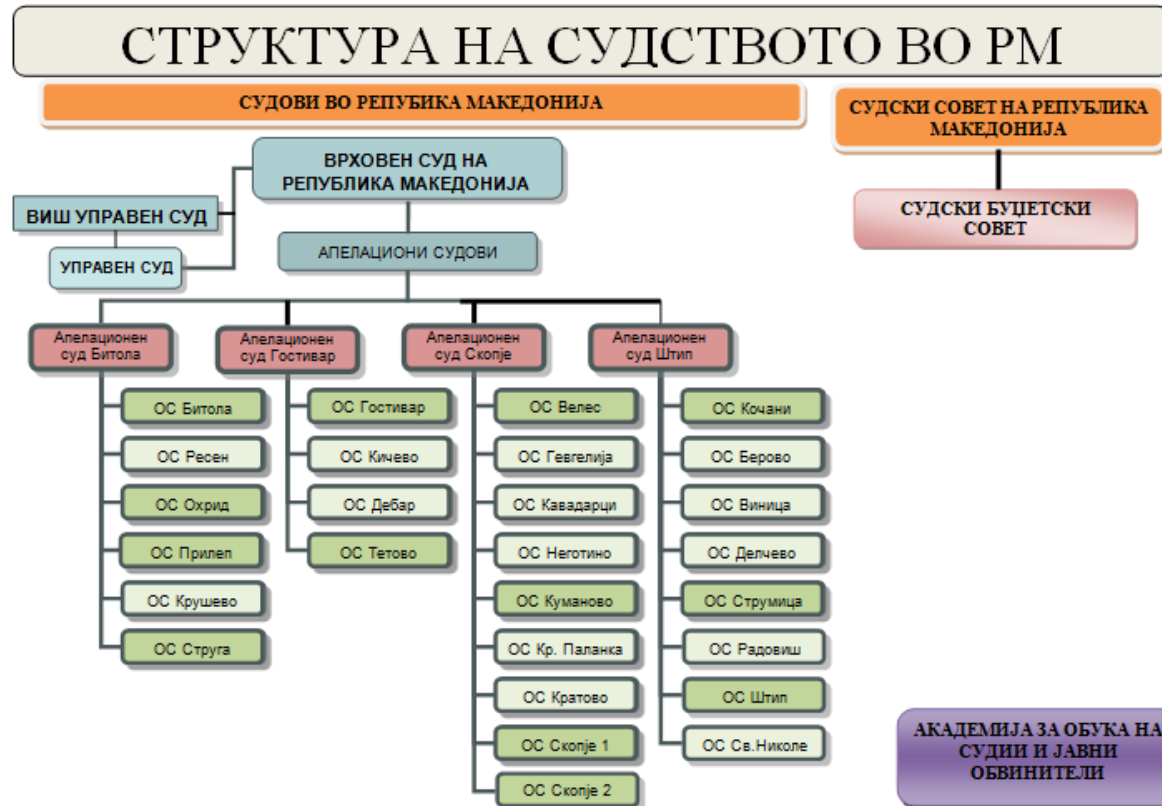 СТРУКТУРА НА СУДСТВОТО ВО РМ
СУДОВИ ВО РЕПУБИКА МАКЕДОНИЈА
СУДСКИ СОВЕТ НА РЕПУБЛИКА
МАКЕДОНИЈА
ВРХОВЕН СУД НА
РЕПУБЛИКА МАКЕДОНИЈА
ВИШ УПРАВЕН СУД
УПРАВЕН СУД
АПЕЛАЦИОНИ СУДОВИ
СУДСКИ БУЏЕТСКИ
СОВЕТ
Апелационен
суд Битола
ОС Битола
ОС Ресен
ОС Охрид
ОС Прилеп
ОС Крушево
ОС Струга
Апелационен
суд Гостивар
ОС Гостивар
ОС Кичево
ОС Дебар
ОС Тетово
Апелационен
суд Скопје
ОС Велес
ОС Гевгелија
ОС Кавадарци
ОС Неготино
ОС Куманово
ОС Кр. Паланка
ОС Кратово
ОС Скопје 1
ОС Скопје 2
Апелационен
суд Штип
ОС Кочани
ОС Берово
ОС Виница
ОС Делчево
ОС Струмица
ОС Радовиш
ОС Штип
ОС Св.Николе
АКАДЕМИЈА ЗА ОБУКА НА
СУДИИ И ЈАВНИ
ОБВИНИТЕЛИ